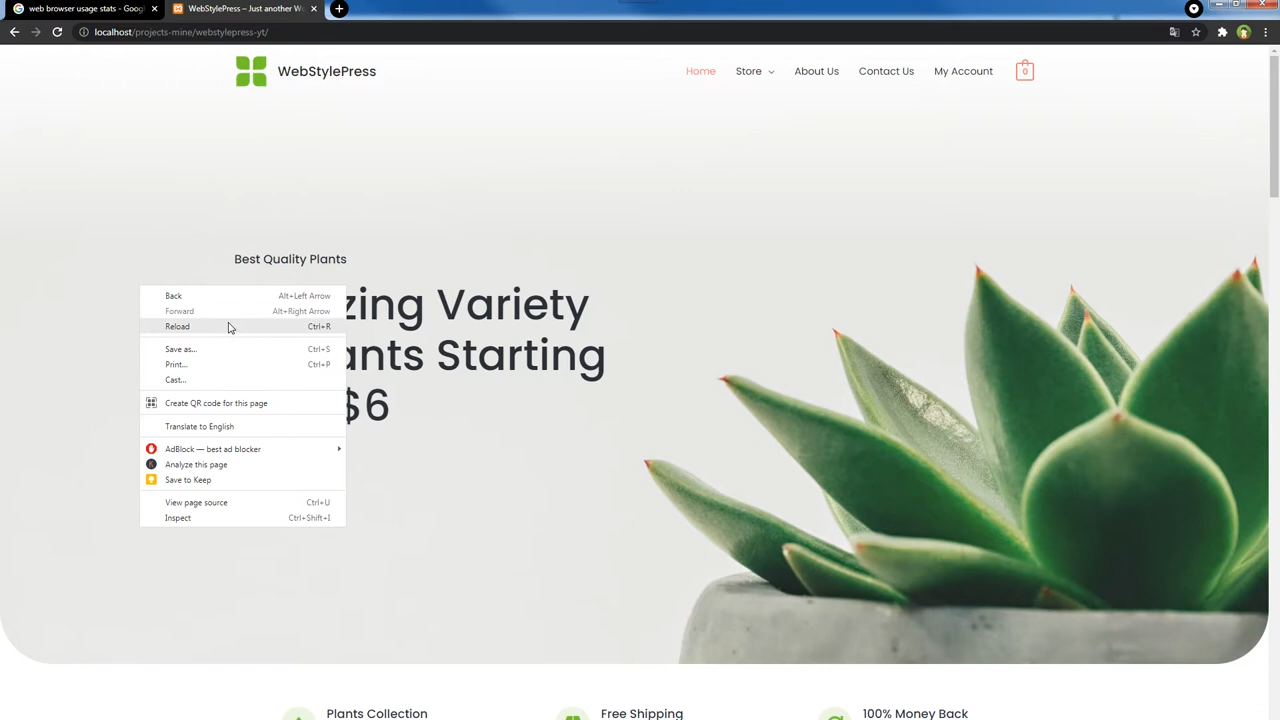 web browser usage stats - Goog
WebStylePress – Just another Wo
localhost/projects-mine/webstylepress-yt/
WebStylePress
Home
Store
About Us
Contact Us
My Account
0
Best Quality Plants
zing Variety
ants Starting
$6
Back Alt+Left Arrow
Forward Alt+Right Arrow
Reload Ctrl+R
Save as... Ctrl+S
Print... Ctrl+P
Cast...
Create QR code for this page
Translate to English
AdBlock — best ad blocker
Analyze this page
Save to Keep
View page source Ctrl+U
Inspect Ctrl+Shift+I
Plants Collection
Free Shipping
100% Money Back